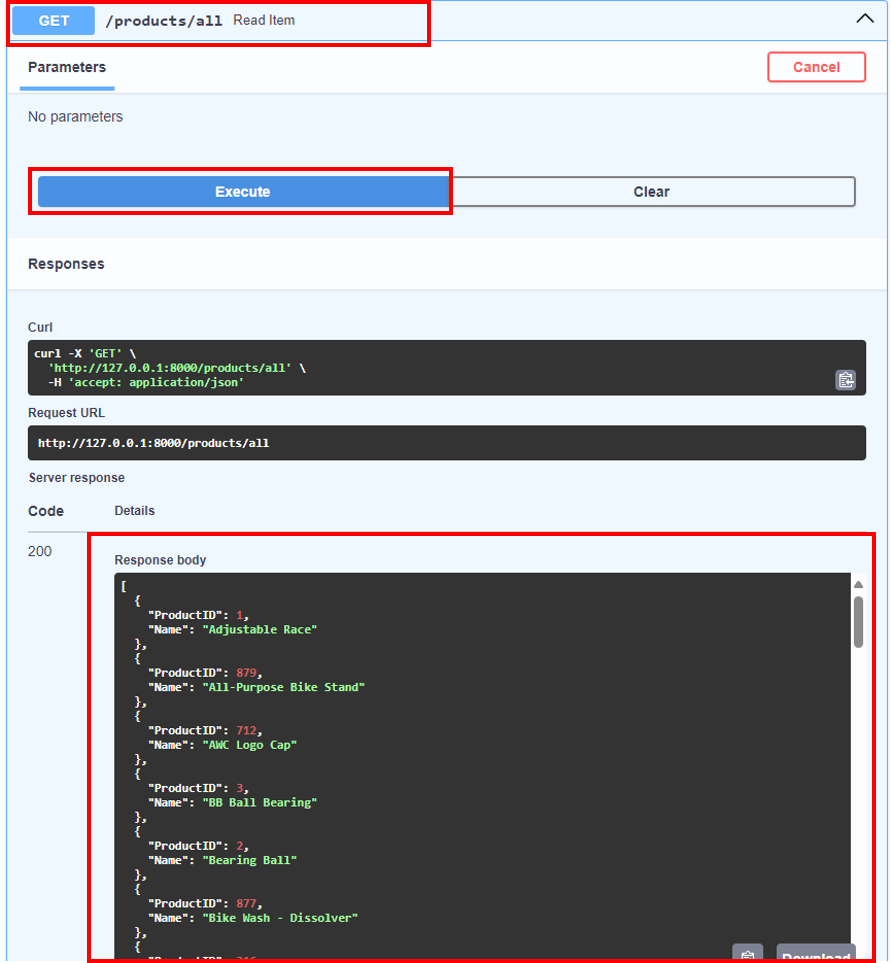 GET /products/all Read Item
Parameters
Cancel
No parameters
Execute
Clear
Responses
Curl
curl -X 'GET' \
  'http://127.0.0.1:8000/products/all' \
  -H 'accept: application/json'
Request URL
http://127.0.0.1:8000/products/all
Server response
Code Details
200
Response body
[
  {
    "ProductID": 1,
    "Name": "Adjustable Race"
  },
  {
    "ProductID": 879,
    "Name": "All-Purpose Bike Stand"
  },
  {
    "ProductID": 712,
    "Name": "AWC Logo Cap"
  },
  {
    "ProductID": 3,
    "Name": "BB Ball Bearing"
  },
  {
    "ProductID": 2,
    "Name": "Bearing Ball"
  },
  {
    "ProductID": 877,
    "Name": "Bike Wash - Dissolver"
  },
  {
Download